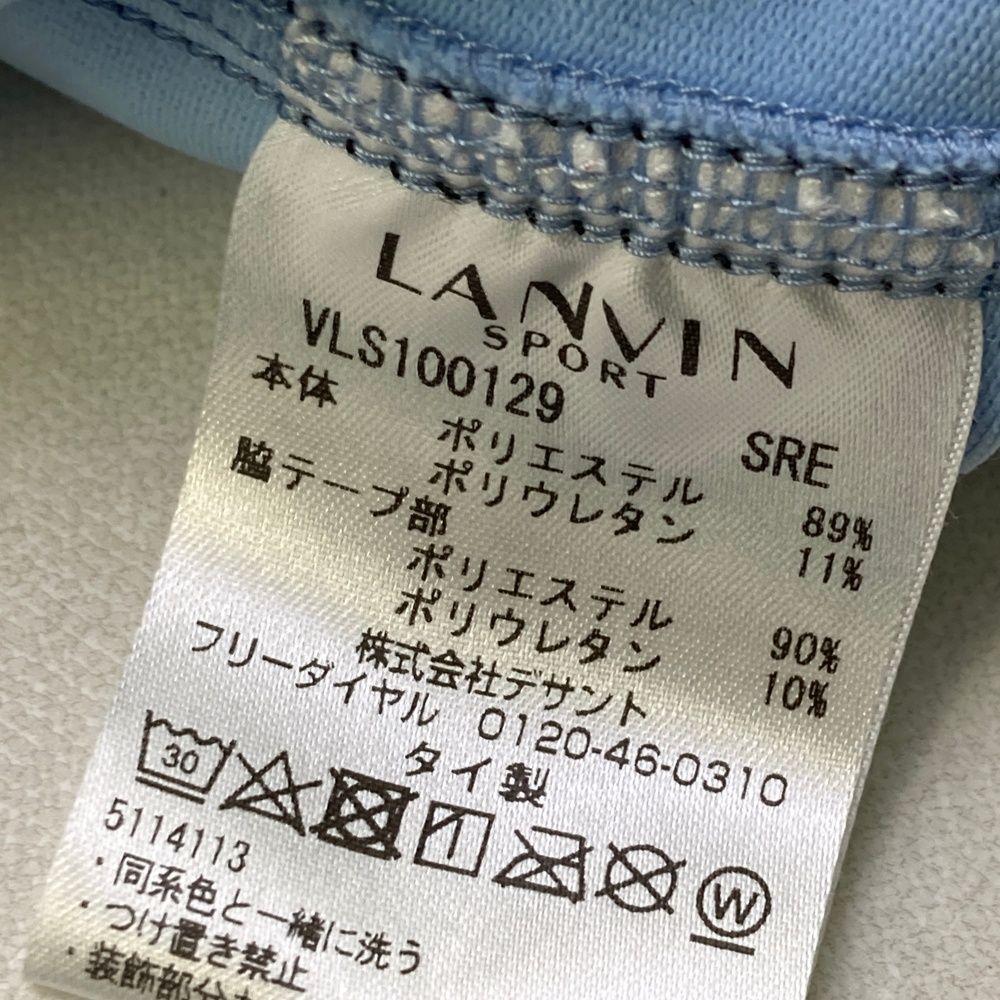 LANVIN
SPORT
VLS100129 SRE
本体
ポリエステル 89%
ポリウレタン 11%
脇テープ部
ポリエステル 90%
ポリウレタン 10%
株式会社デサント
フリーダイヤル 0120-46-0310
タイ製
30
W
5114113
・同系色と一緒に洗う
・つけ置き禁止
・装飾部分